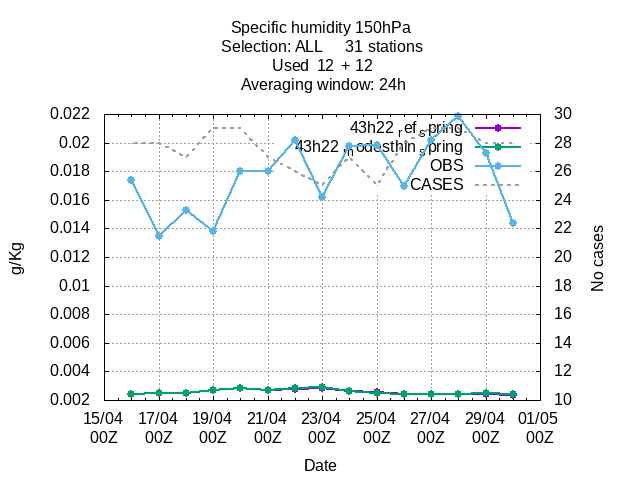 Specific humidity 150hPa
Selection: ALL 31 stations
Used 12 + 12
Averaging window: 24h
43h22_ref_spring
43h22_modesthin_spring
OBS
CASES
0.022
0.02
0.018
0.016
0.014
0.012
0.01
0.008
0.006
0.004
0.002
g/Kg
30
28
26
24
22
20
18
16
14
12
10
No cases
15/04 17/04 19/04 21/04 23/04 25/04 27/04 29/04 01/05
00Z 00Z 00Z 00Z 00Z 00Z 00Z 00Z 00Z
Date